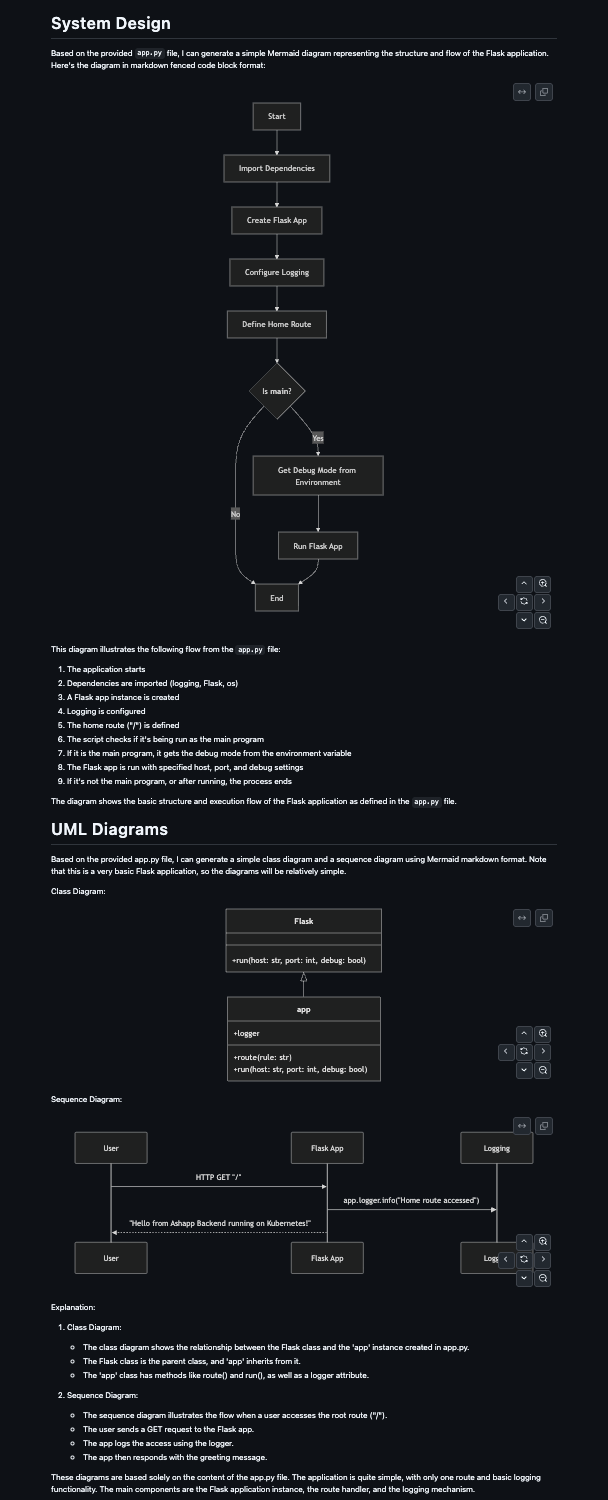 System Design
Based on the provided app.py file, I can generate a simple Mermaid diagram representing the structure and flow of the Flask application.
Here's the diagram in markdown fenced code block format:
Start
Import Dependencies
Create Flask App
Configure Logging
Define Home Route
Is main?
Yes
Get Debug Mode from
Environment
No
Run Flask App
End
This diagram illustrates the following flow from the app.py file:
1. The application starts
2. Dependencies are imported (logging, Flask, os)
3. A Flask app instance is created
4. Logging is configured
5. The home route ("/") is defined
6. The script checks if it's being run as the main program
7. If it is the main program, it gets the debug mode from the environment variable
8. The Flask app is run with specified host, port, and debug settings
9. If it's not the main program, or after running, the process ends
The diagram shows the basic structure and execution flow of the Flask application as defined in the app.py file.
UML Diagrams
Based on the provided app.py file, I can generate a simple class diagram and a sequence diagram using Mermaid markdown format. Note
that this is a very basic Flask application, so the diagrams will be relatively simple.
Class Diagram:
Flask
+run(host: str, port: int, debug: bool)
app
+logger
+route(rule: str)
+run(host: str, port: int, debug: bool)
Sequence Diagram:
User
Flask App
Logging
HTTP GET "/"
app.logger.info("Home route accessed")
"Hello from Ashapp Backend running on Kubernetes!"
User
Flask App
Explanation:
1. Class Diagram:
The class diagram shows the relationship between the Flask class and the 'app' instance created in app.py.
The Flask class is the parent class, and 'app' inherits from it.
The 'app' class has methods like route() and run(), as well as a logger attribute.
2. Sequence Diagram:
The sequence diagram illustrates the flow when a user accesses the root route ("/").
The user sends a GET request to the Flask app.
The app logs the access using the logger.
The app then responds with the greeting message.
These diagrams are based solely on the content of the app.py file. The application is quite simple, with only one route and basic logging
functionality. The main components are the Flask application instance, the route handler, and the logging mechanism.